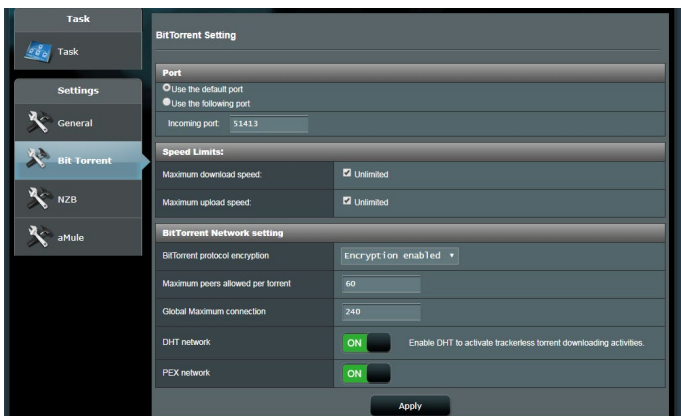 Task
Task
Settings
General
Bit Torrent
NZB
aMule
BitTorrent Setting
Port
Use the default port
Use the following port
Incoming port: 51413
Speed Limits:
Maximum download speed: Unlimited
Maximum upload speed: Unlimited
BitTorrent Network setting
BitTorrent protocol encryption Encryption enabled
Maximum peers allowed per torrent 60
Global Maximum connection 240
DHT network ON Enable DHT to activate trackerless torrent downloading activities.
PEX network ON
Apply